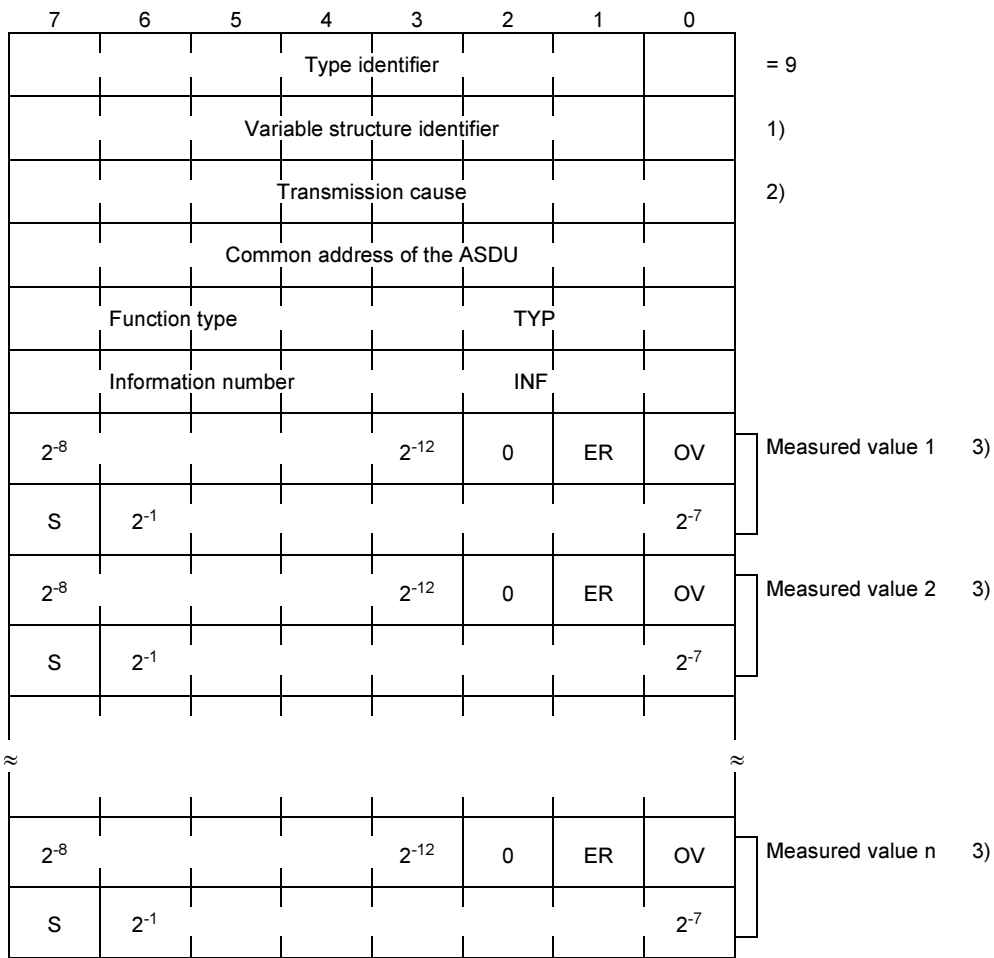 7 6 5 4 3 2 1 0
Type identifier = 9
Variable structure identifier 1)
Transmission cause 2)
Common address of the ASDU
Function type TYP
Information number INF
2⁻⁸ 2⁻¹² 0 ER OV Measured value 1 3)
S 2⁻¹ 2⁻⁷
2⁻⁸ 2⁻¹² 0 ER OV Measured value 2 3)
S 2⁻¹ 2⁻⁷
≈ ≈
2⁻⁸ 2⁻¹² 0 ER OV Measured value n 3)
S 2⁻¹ 2⁻⁷